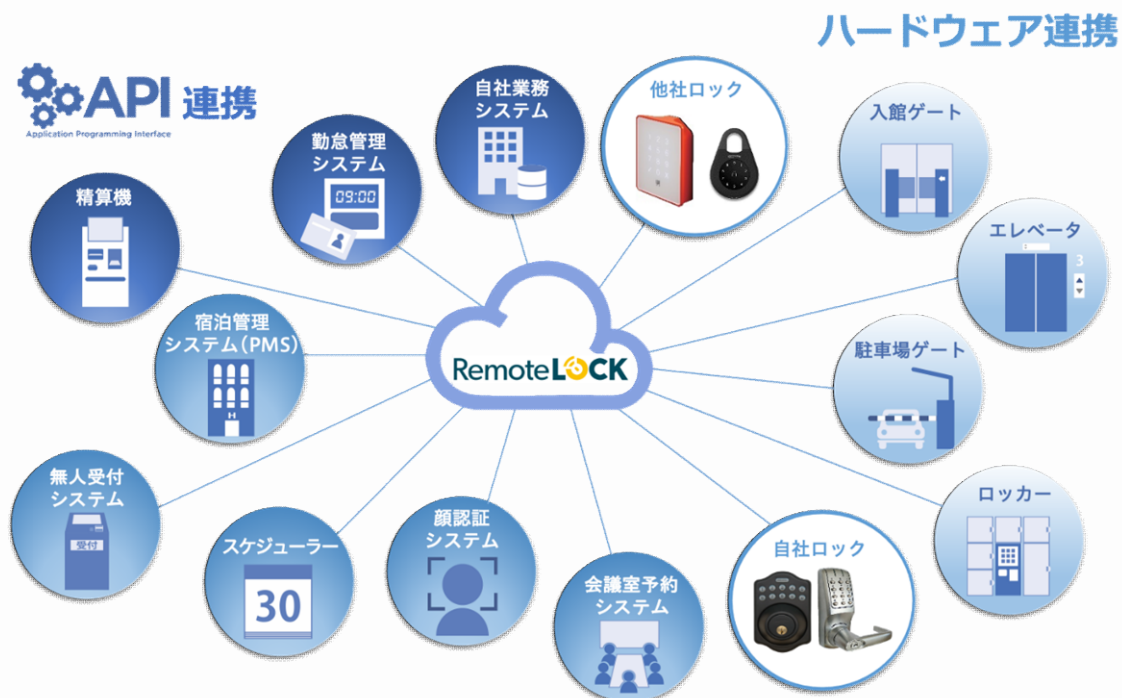 ハードウェア連携
API 連携
Application Programming Interface
自社業務
システム
他社ロック
入館ゲート
勤怠管理
システム
09:00
精算機
エレベータ
3
宿泊管理
システム(PMS)
H
駐車場ゲート
RemoteLOCK
無人受付
システム
受付
スケジューラー
30
顔認証
システム
会議室予約
システム
自社ロック
ロッカー